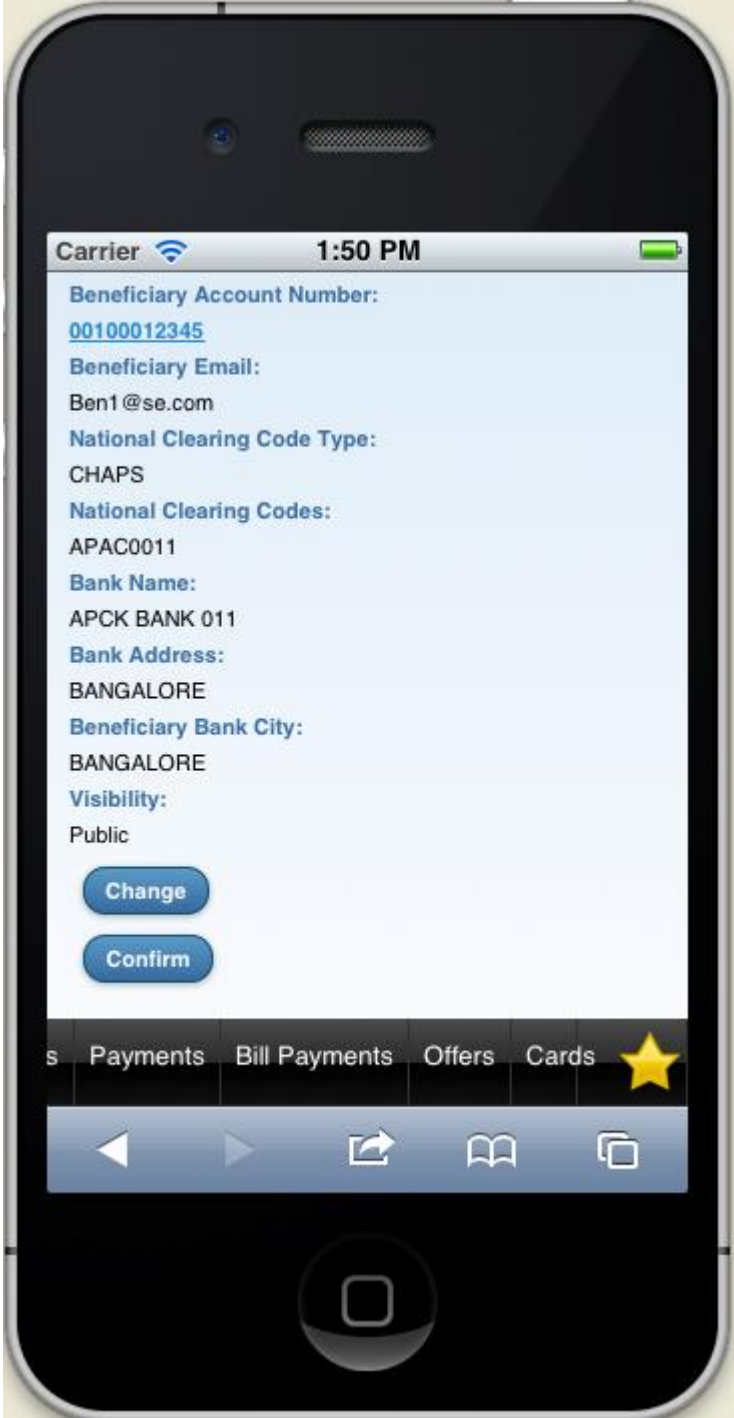 Carrier 1:50 PM
Beneficiary Account Number:
00100012345
Beneficiary Email:
Ben1@se.com
National Clearing Code Type:
CHAPS
National Clearing Codes:
APAC0011
Bank Name:
APCK BANK 011
Bank Address:
BANGALORE
Beneficiary Bank City:
BANGALORE
Visibility:
Public
Change
Confirm
s Payments Bill Payments Offers Cards